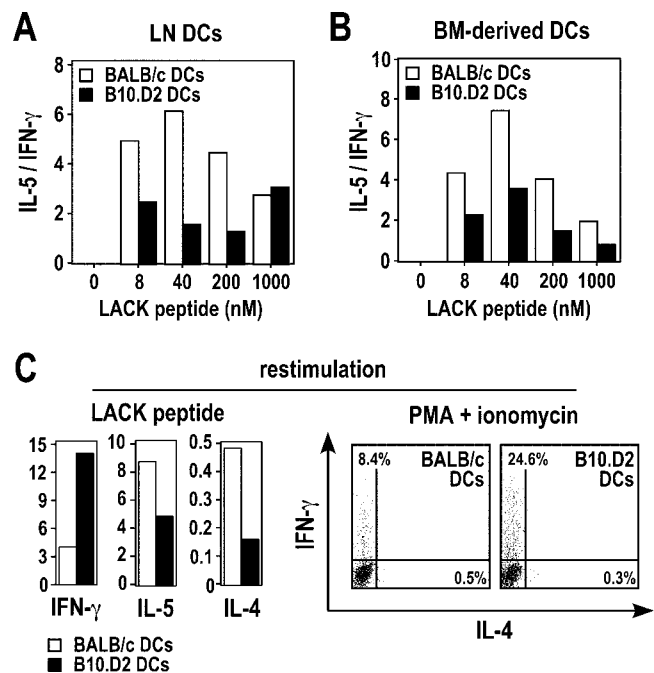 A
LN DCs
BALB/c DCs
B10.D2 DCs
IL-5 / IFN-γ
8
6
4
2
0
0 8 40 200 1000
LACK peptide (nM)
B
BM-derived DCs
BALB/c DCs
B10.D2 DCs
IL-5 / IFN-γ
10
8
6
4
2
0
0 8 40 200 1000
LACK peptide (nM)
C
restimulation
LACK peptide
15
12
9
6
3
0
IFN-γ
10
8
6
4
2
0
IL-5
0.5
0.4
0.3
0.2
0.1
0
IL-4
BALB/c DCs
B10.D2 DCs
PMA + ionomycin
IFN-γ
8.4%
BALB/c
DCs
0.5%
24.6%
B10.D2
DCs
0.3%
IL-4